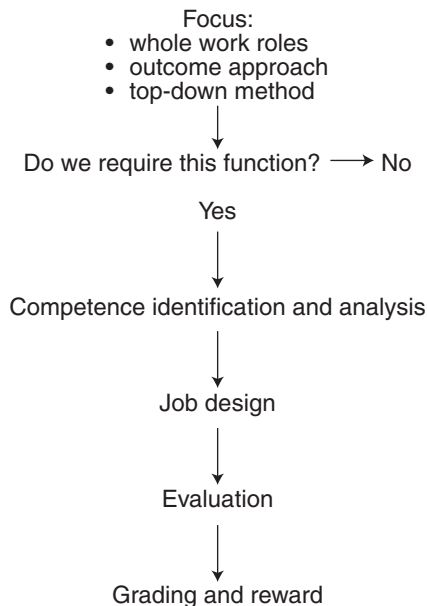 Focus:
• whole work roles
• outcome approach
• top-down method
Do we require this function? No
Yes
Competence identification and analysis
Job design
Evaluation
Grading and reward